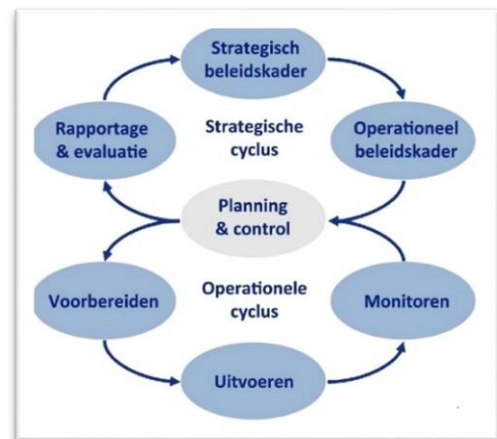 Strategisch
beleidskader
Rapportage
& evaluatie
Strategische
cyclus
Operationeel
beleidskader
Planning
& control
Voorbereiden
Operationele
cyclus
Monitoren
Uitvoeren